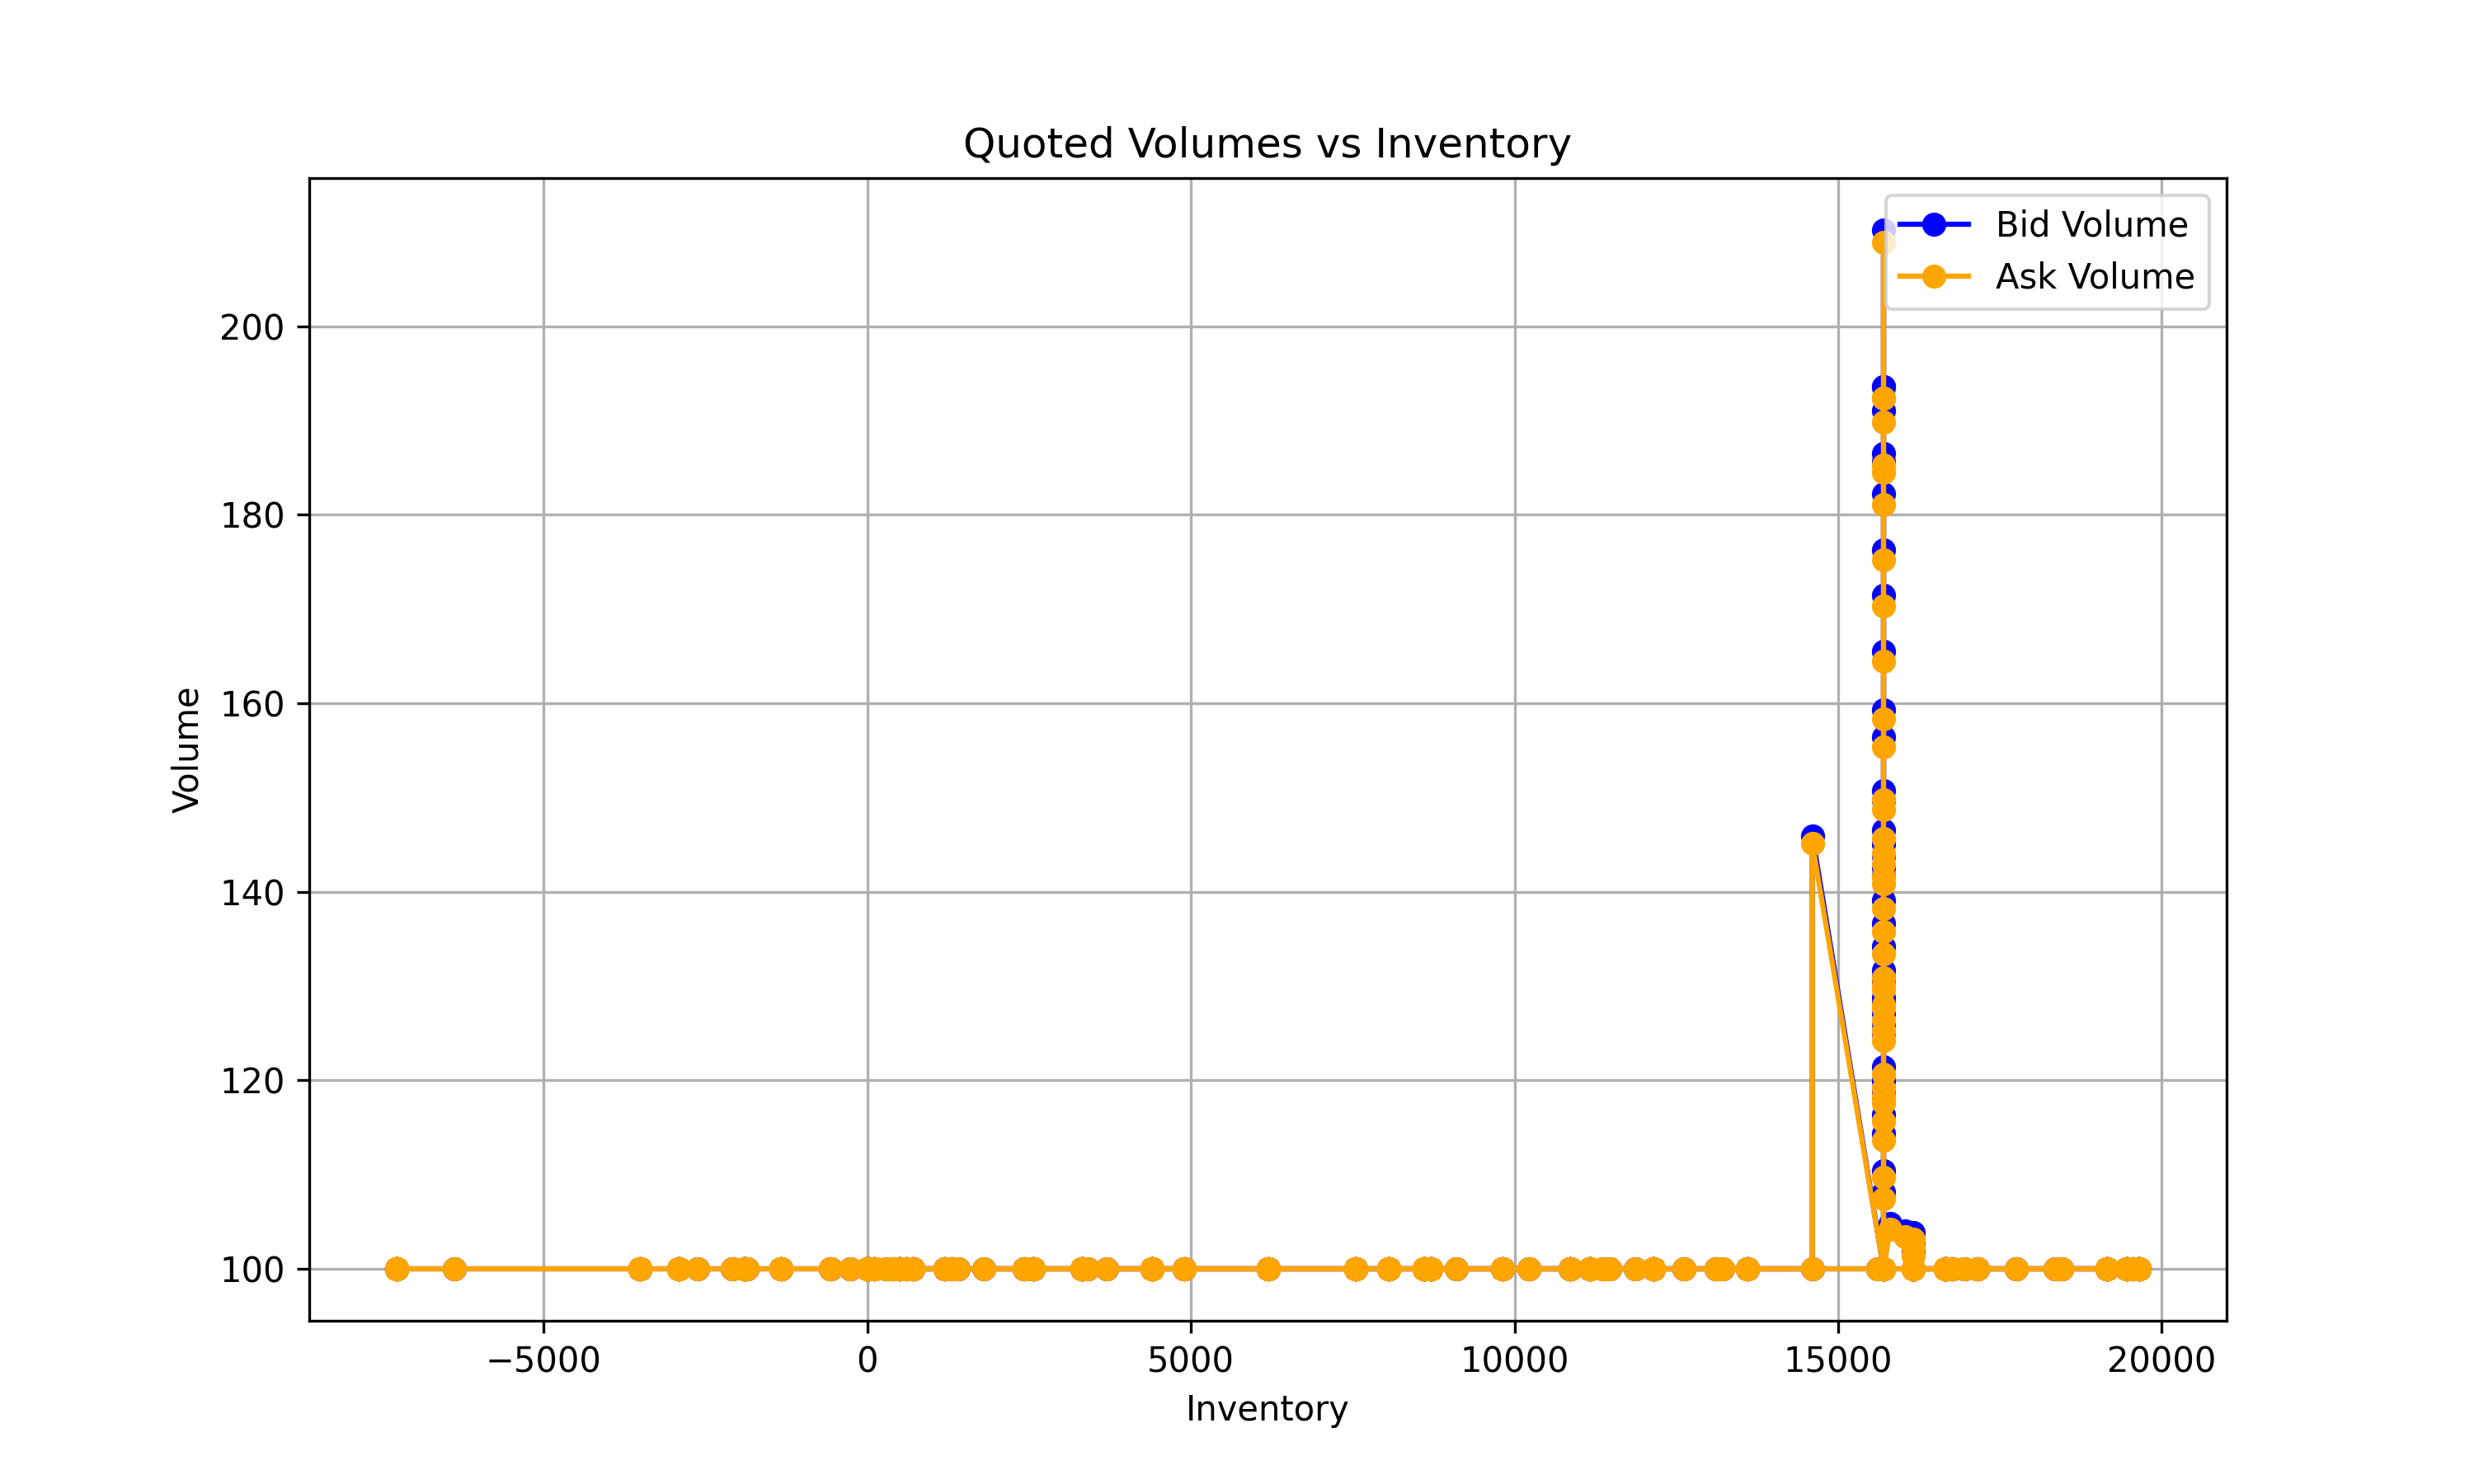 Quoted Volumes vs Inventory
Bid Volume
Ask Volume
200
180
160
140
120
100
Volume
−5000
0
5000
10000
15000
20000
Inventory